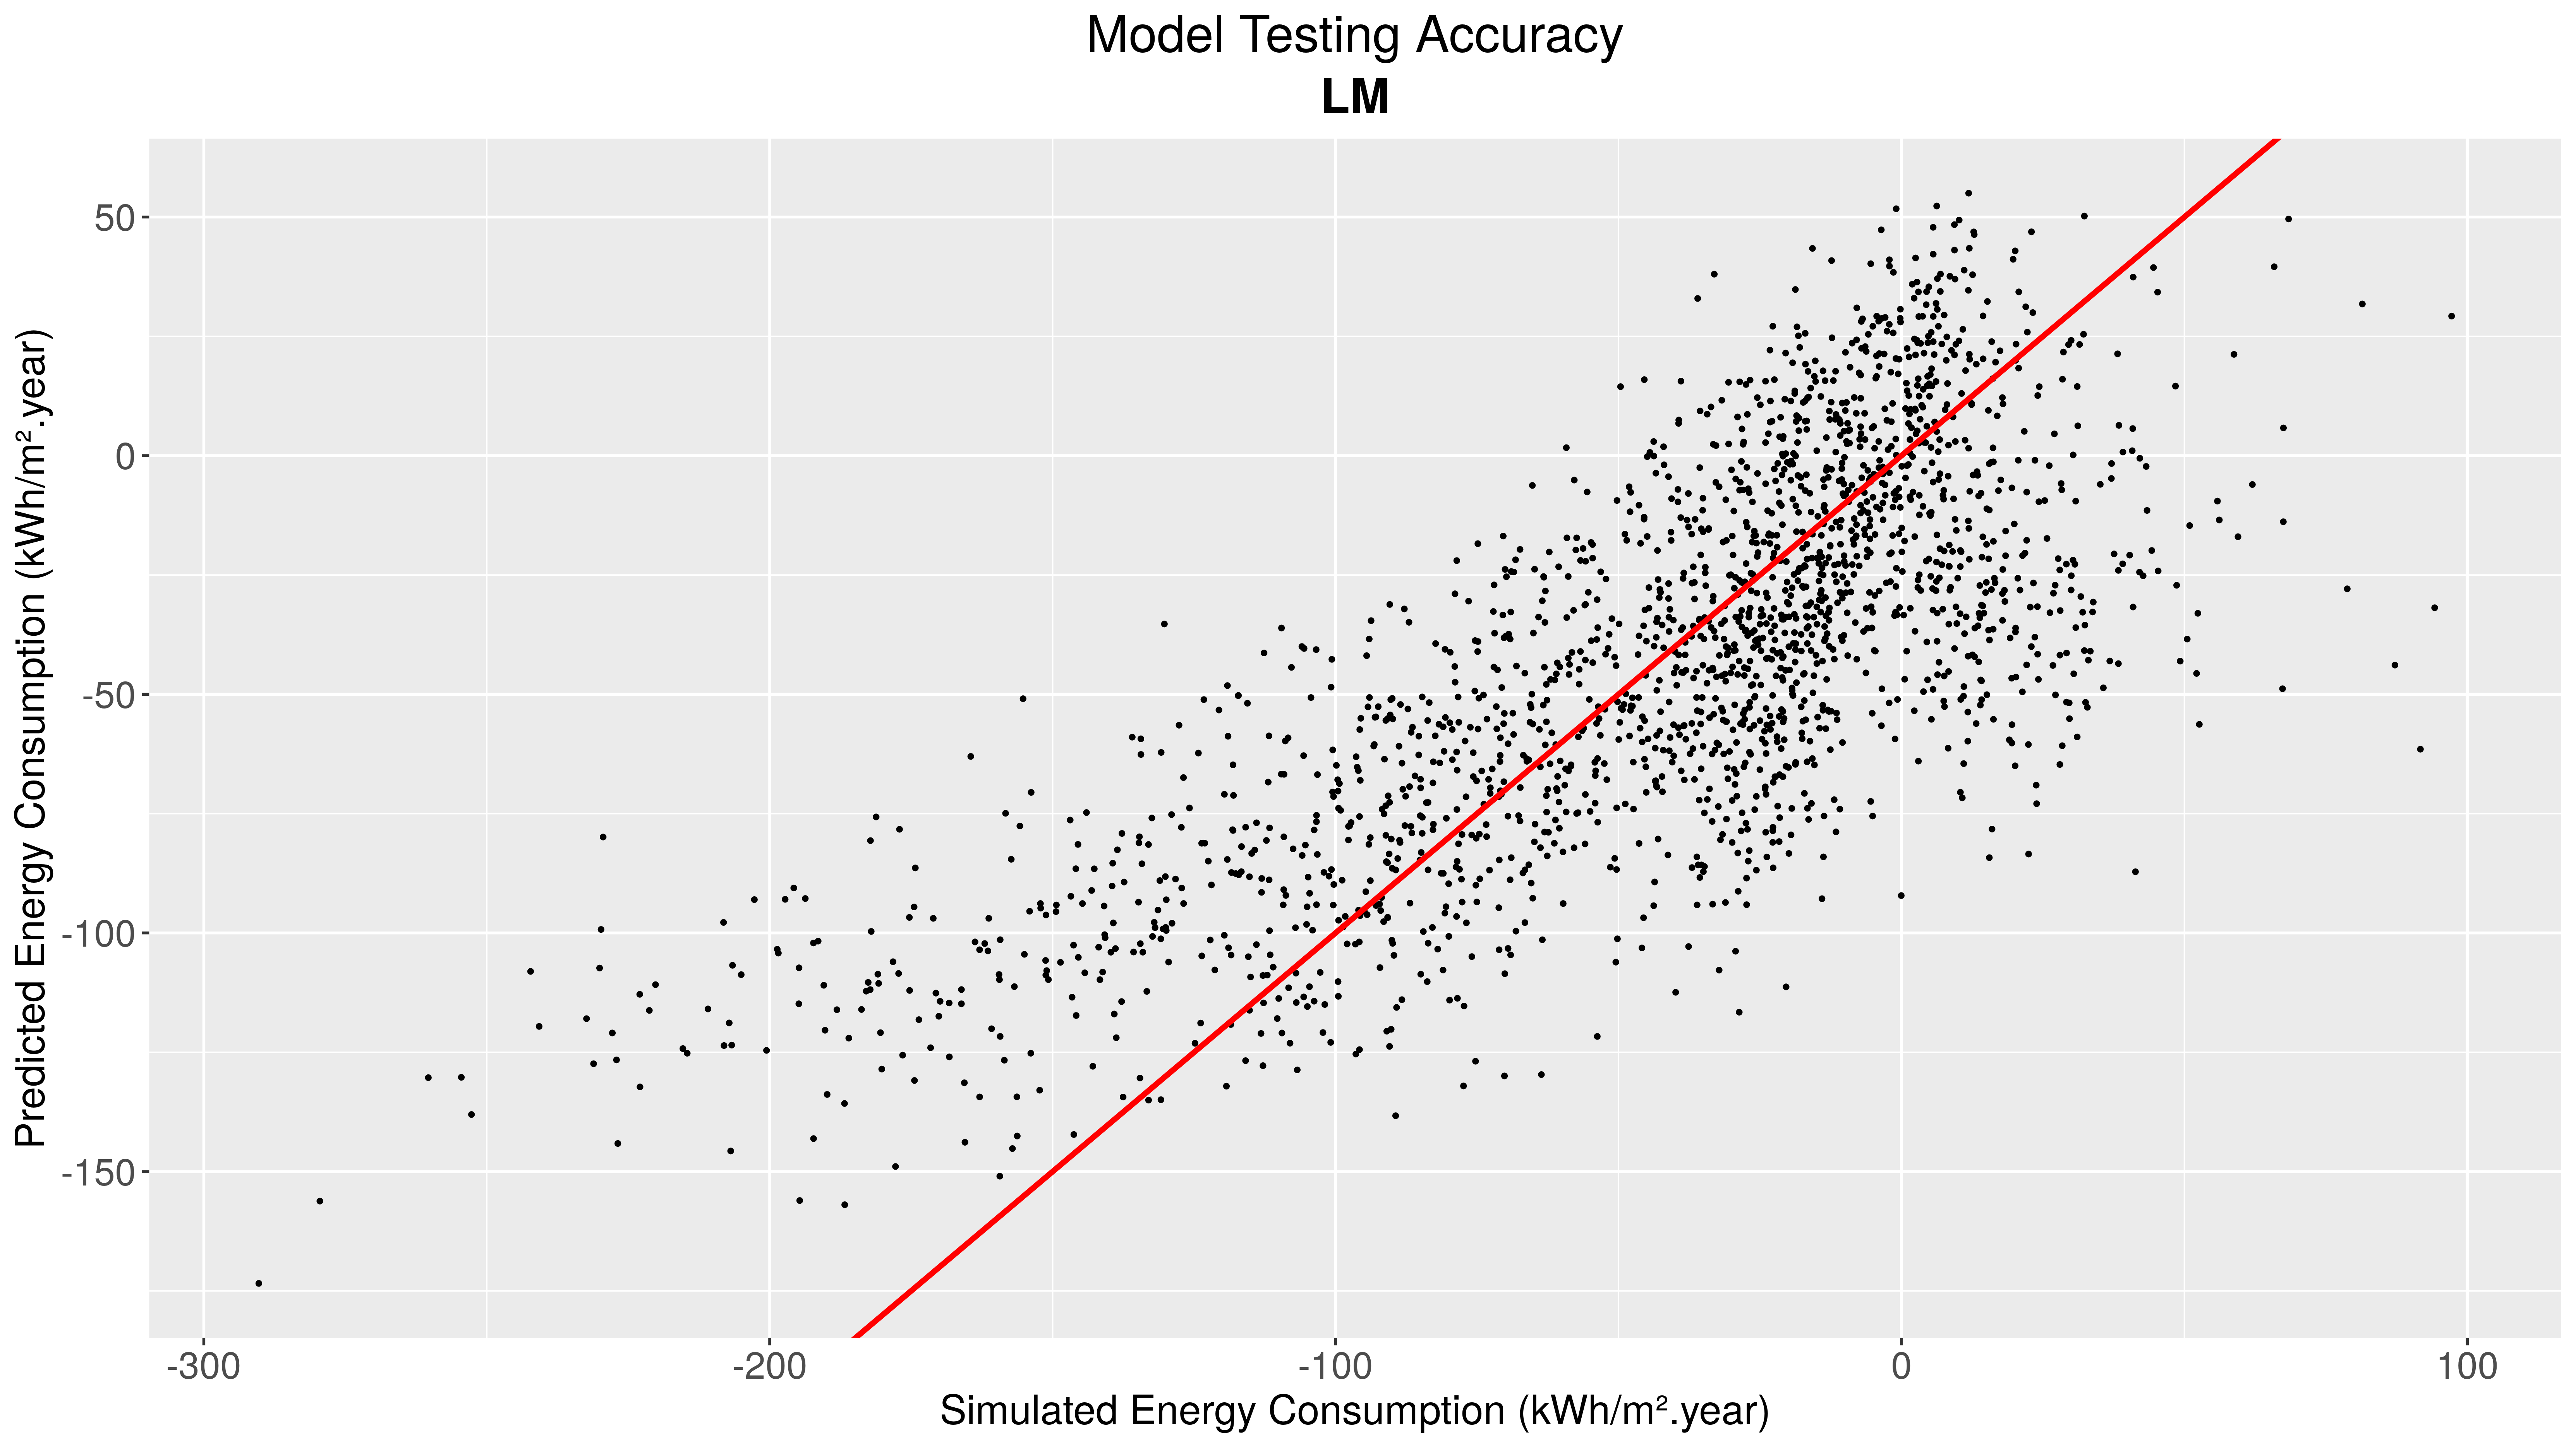 Model Testing Accuracy
LM
Predicted Energy Consumption (kWh/m².year)
50
0
-50
-100
-150
-300
-200
-100
0
100
Simulated Energy Consumption (kWh/m².year)